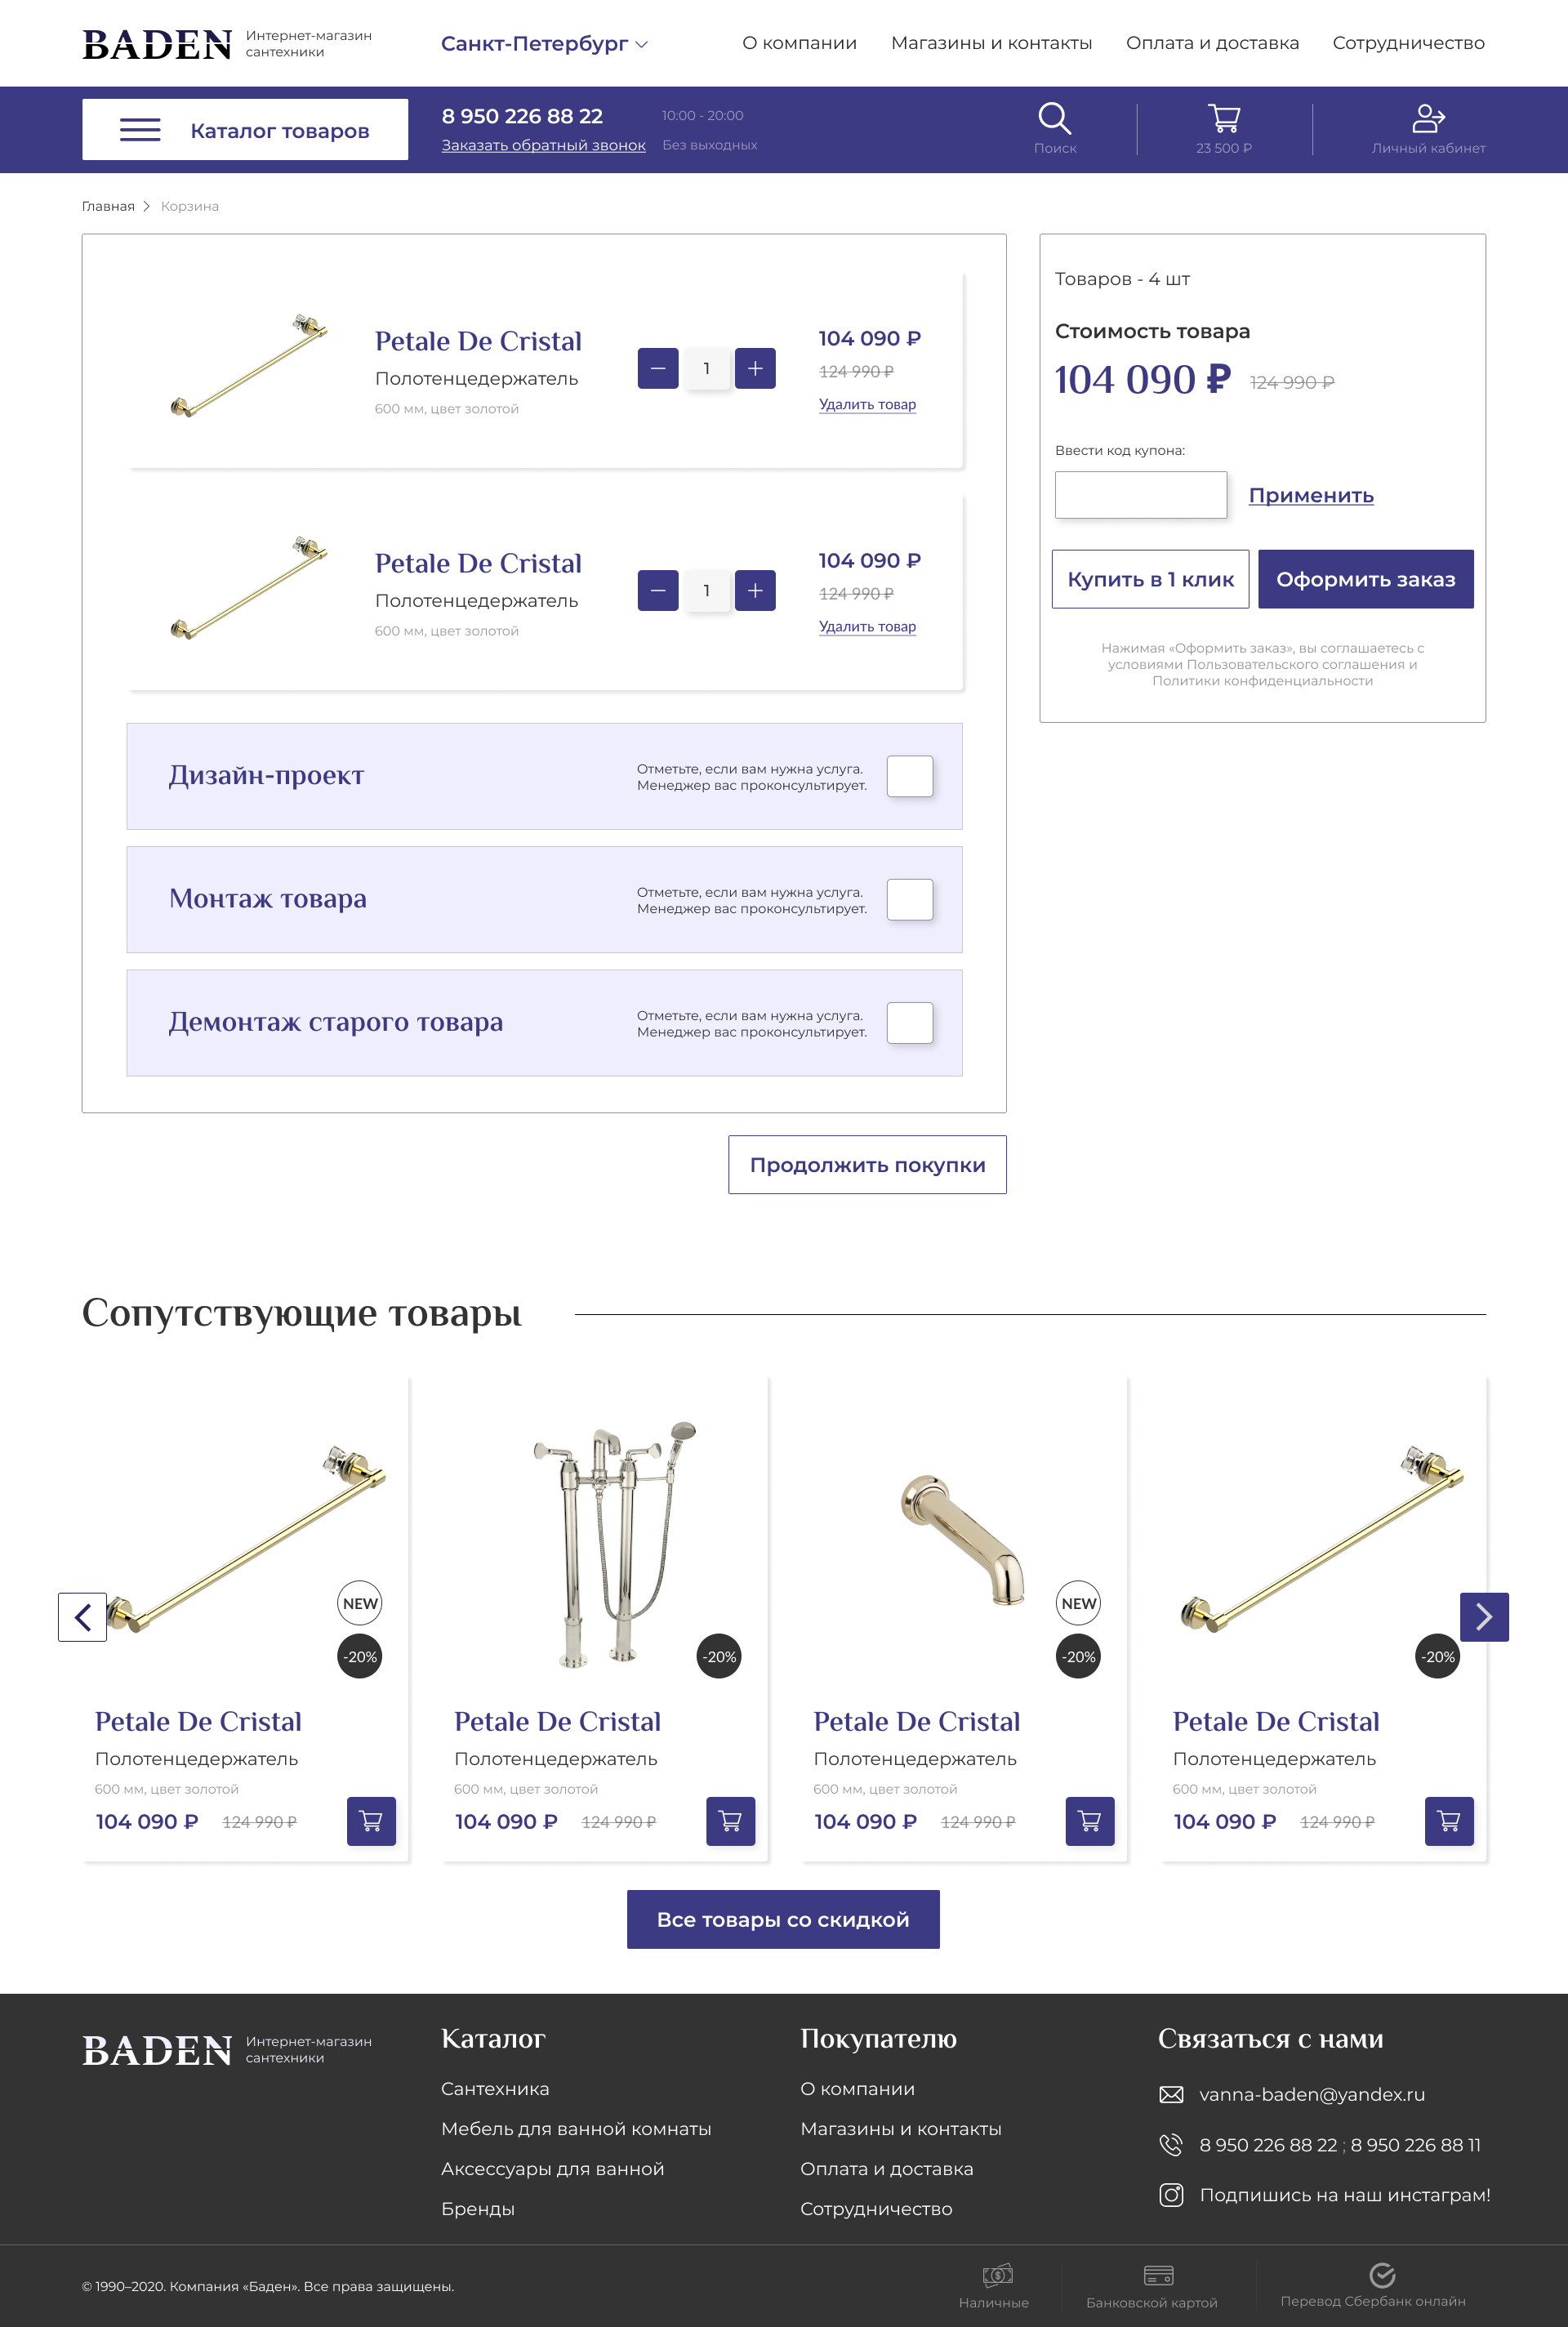 BADEN
Интернет-магазин
сантехники
Санкт-Петербург
О компании
Магазины и контакты
Оплата и доставка
Сотрудничество
Каталог товаров
8 950 226 88 22
10:00 - 20:00
Заказать обратный звонок
Без выходных
Поиск
23 500 ₽
Личный кабинет
Главная
Корзина
Petale De Cristal
Полотенцедержатель
600 мм, цвет золотой
1
104 090 ₽
124 990 ₽
Удалить товар
Petale De Cristal
Полотенцедержатель
600 мм, цвет золотой
1
104 090 ₽
124 990 ₽
Удалить товар
Дизайн-проект
Отметьте, если вам нужна услуга.
Менеджер вас проконсультирует.
Монтаж товара
Отметьте, если вам нужна услуга.
Менеджер вас проконсультирует.
Демонтаж старого товара
Отметьте, если вам нужна услуга.
Менеджер вас проконсультирует.
Продолжить покупки
Товаров - 4 шт
Стоимость товара
104 090 ₽
124 990 ₽
Ввести код купона:
Применить
Купить в 1 клик
Оформить заказ
Нажимая «Оформить заказ», вы соглашаетесь с
условиями Пользовательского соглашения и
Политики конфиденциальности
Сопутствующие товары
NEW
-20%
Petale De Cristal
Полотенцедержатель
600 мм, цвет золотой
104 090 ₽
124 990 ₽
-20%
Petale De Cristal
Полотенцедержатель
600 мм, цвет золотой
104 090 ₽
124 990 ₽
NEW
-20%
Petale De Cristal
Полотенцедержатель
600 мм, цвет золотой
104 090 ₽
124 990 ₽
-20%
Petale De Cristal
Полотенцедержатель
600 мм, цвет золотой
104 090 ₽
124 990 ₽
Все товары со скидкой
BADEN
Интернет-магазин
сантехники
Каталог
Сантехника
Мебель для ванной комнаты
Аксессуары для ванной
Бренды
Покупателю
О компании
Магазины и контакты
Оплата и доставка
Сотрудничество
Связаться с нами
vanna-baden@yandex.ru
8 950 226 88 22 ; 8 950 226 88 11
Подпишись на наш инстаграм!
© 1990–2020. Компания «Баден». Все права защищены.
Наличные
Банковской картой
Перевод Сбербанк онлайн